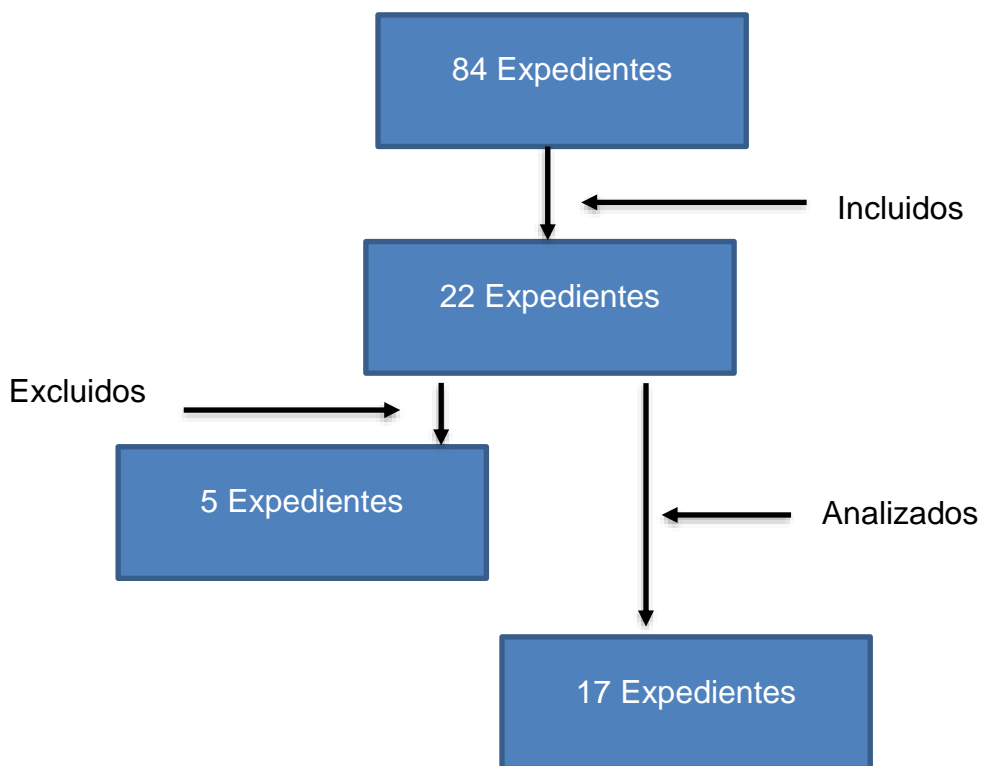 84 Expedientes
Incluidos
22 Expedientes
Excluidos
5 Expedientes
Analizados
17 Expedientes